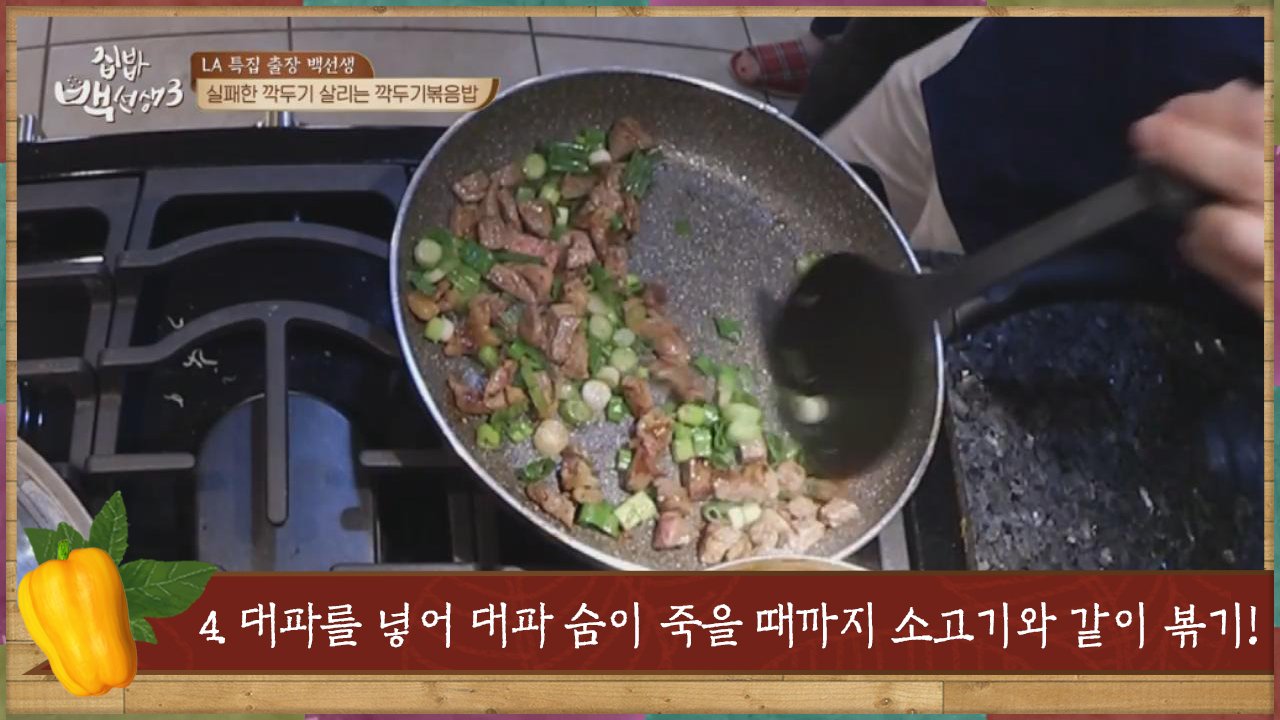 집밥
백선생3
LA 특집 출장 백선생
실패한 깍두기 살리는 깍두기볶음밥
4. 대파를 넣어 대파 숨이 죽을 때까지 소고기와 같이 볶기!